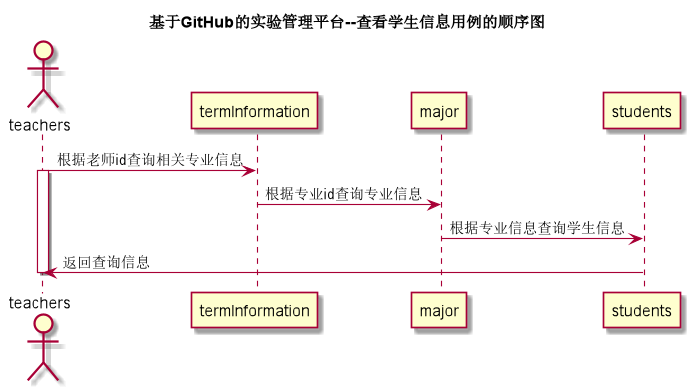 基于GitHub的实验管理平台--查看学生信息用例的顺序图
teachers
termInformation
major
students
根据老师id查询相关专业信息
根据专业id查询专业信息
根据专业信息查询学生信息
返回查询信息
teachers
termInformation
major
students